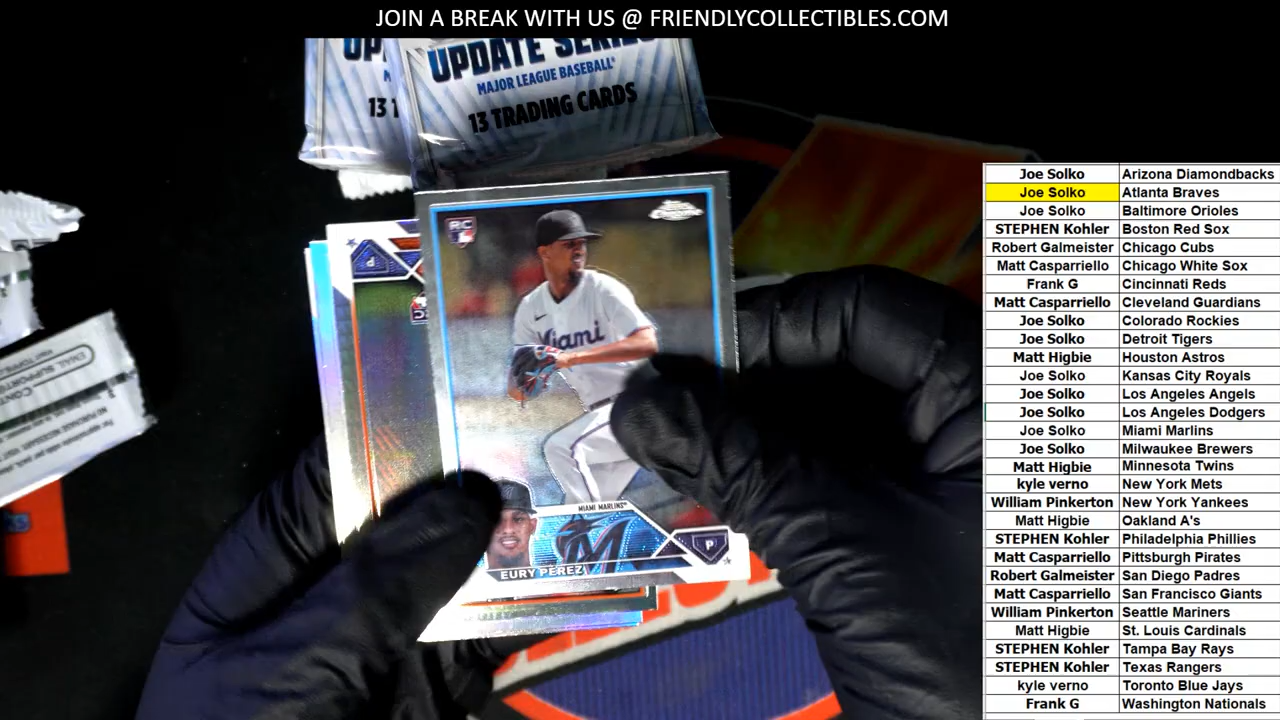 JOIN A BREAK WITH US @ FRIENDLYCOLLECTIBLES.COM
UPDATE SERIES
MAJOR LEAGUE BASEBALL
13 TRADING CARDS
13
RC
Miami
MIAMI MARLINS
EURY PEREZ
P
P
Joe Solko Arizona Diamondbacks
Joe Solko Atlanta Braves
Joe Solko Baltimore Orioles
STEPHEN Kohler Boston Red Sox
Robert Galmeister Chicago Cubs
Matt Casparriello Chicago White Sox
Frank G Cincinnati Reds
Matt Casparriello Cleveland Guardians
Joe Solko Colorado Rockies
Joe Solko Detroit Tigers
Matt Higbie Houston Astros
Joe Solko Kansas City Royals
Joe Solko Los Angeles Angels
Joe Solko Los Angeles Dodgers
Joe Solko Miami Marlins
Joe Solko Milwaukee Brewers
Matt Higbie Minnesota Twins
kyle verno New York Mets
William Pinkerton New York Yankees
Matt Higbie Oakland A's
STEPHEN Kohler Philadelphia Phillies
Matt Casparriello Pittsburgh Pirates
Robert Galmeister San Diego Padres
Matt Casparriello San Francisco Giants
William Pinkerton Seattle Mariners
Matt Higbie St. Louis Cardinals
STEPHEN Kohler Tampa Bay Rays
STEPHEN Kohler Texas Rangers
kyle verno Toronto Blue Jays
Frank G Washington Nationals